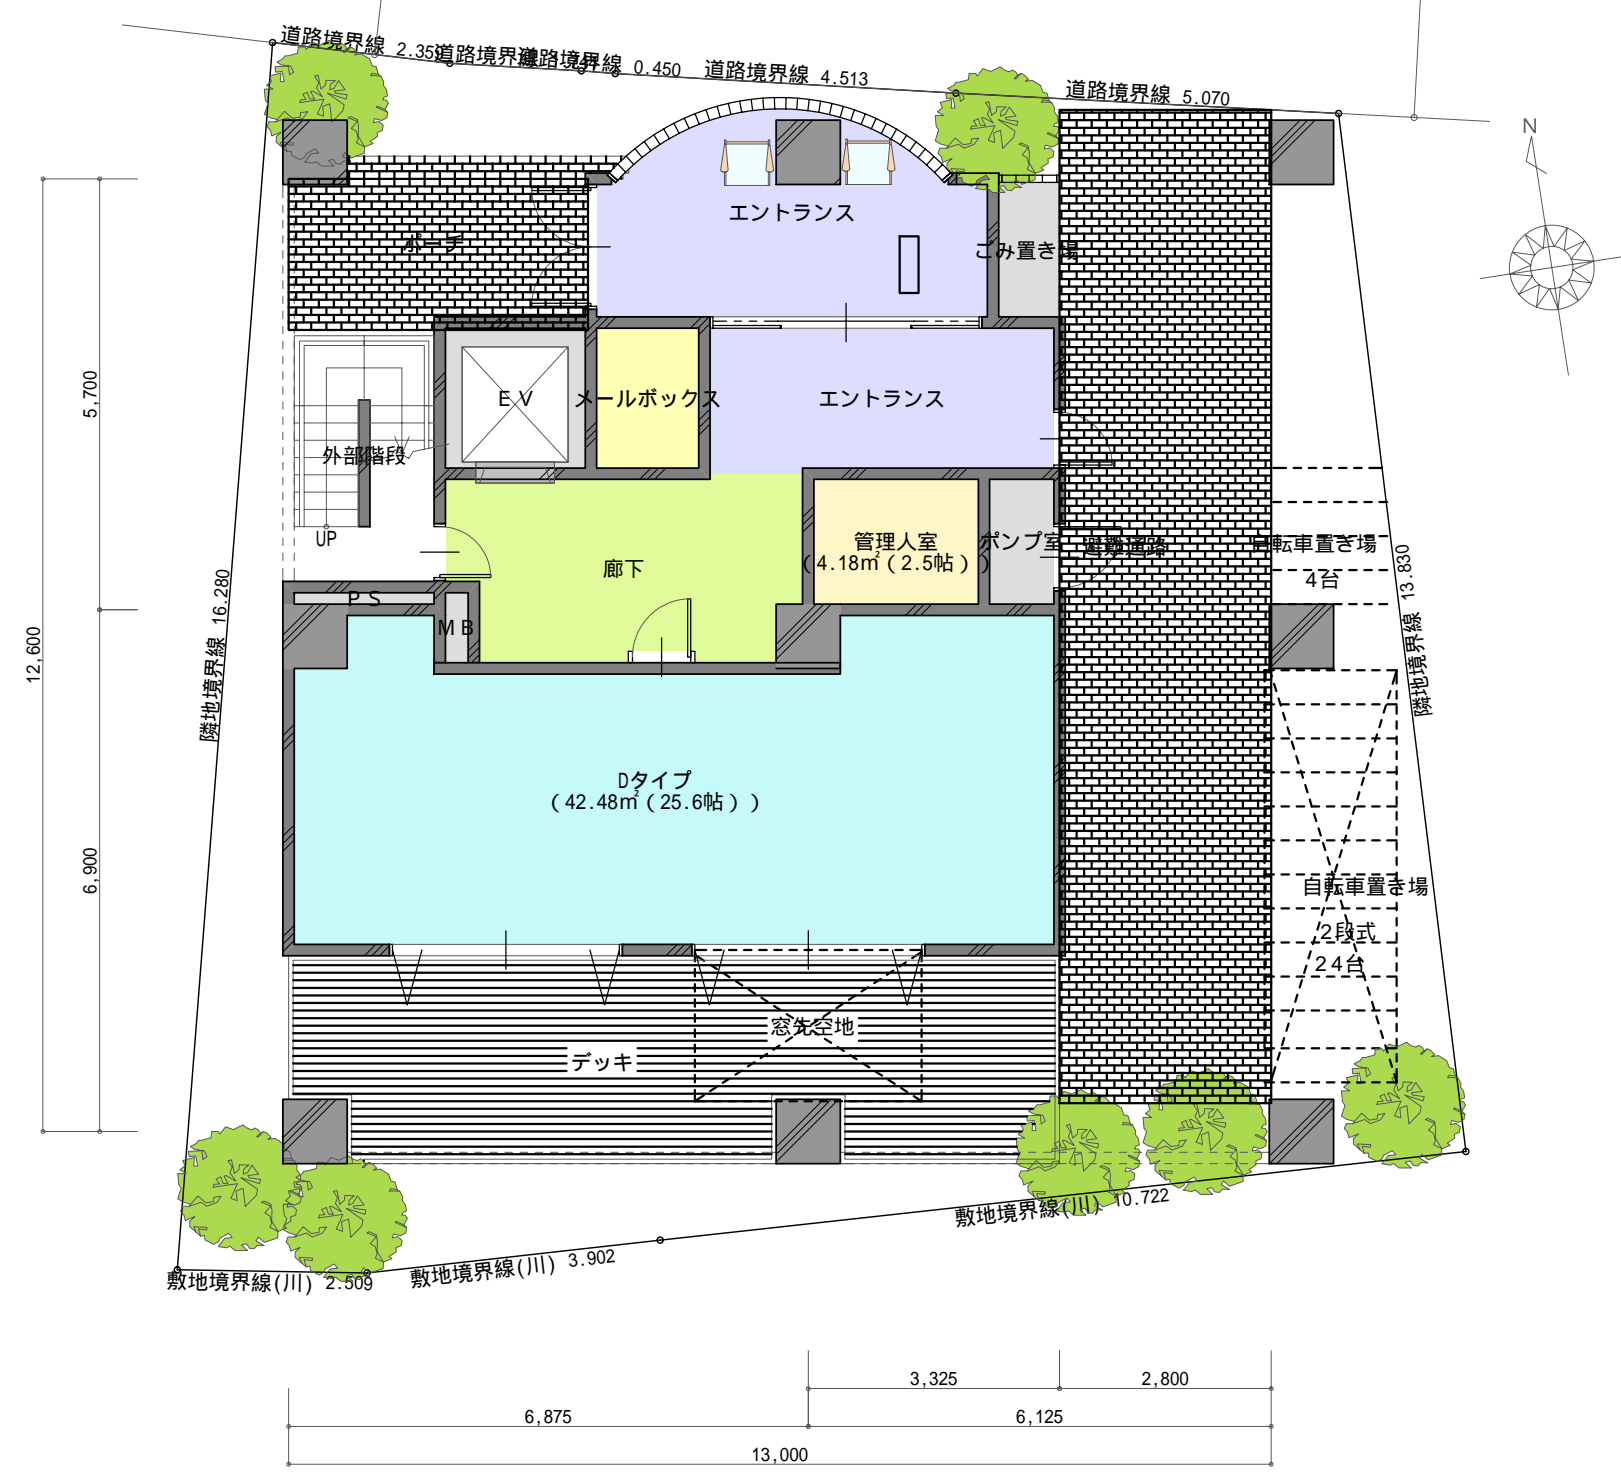 道路境界線 2.359
道路境界線
道路境界線 0.450
道路境界線 4.513
道路境界線 5.070
N
エントランス
ポーチ
ごみ置き場
5,700
EV
メールボックス
エントランス
外部階段
UP
管理人室
(4.18㎡(2.5帖))
ポンプ室
避難通路
自転車置き場
4台
廊下
PS
MB
12,600
隣地境界線 16.280
隣地境界線 13.830
Dタイプ
(42.48㎡(25.6帖))
6,900
自転車置き場
2段式
24台
窓先空地
デッキ
敷地境界線(川) 10.722
敷地境界線(川) 3.902
敷地境界線(川) 2.509
3,325
2,800
6,875
6,125
13,000